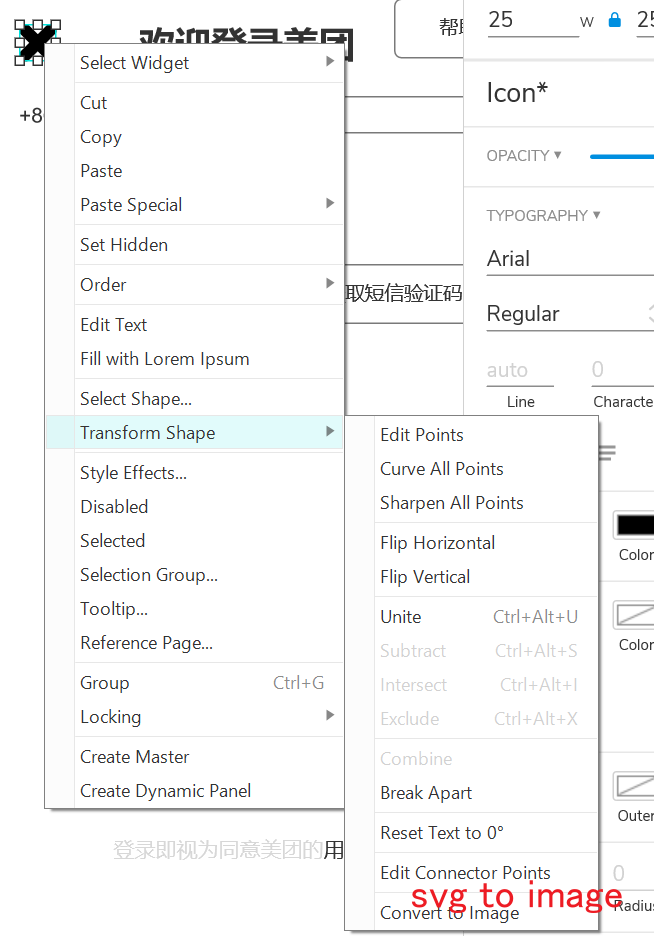 25 W 25
欢迎登录美团
帮
Select Widget
Icon*
Cut
+8
Copy
OPACITY
Paste
Paste Special
TYPOGRAPHY
Set Hidden
Arial
Order
取短信验证码
Edit Text
Regular
Fill with Lorem Ipsum
auto 0
Select Shape...
Line Characte
Transform Shape
Edit Points
Curve All Points
Style Effects...
Sharpen All Points
Disabled
Selected
Flip Horizontal
Color
Selection Group...
Flip Vertical
Tooltip...
Unite Ctrl+Alt+U
Reference Page...
Subtract Ctrl+Alt+S
Color
Group Ctrl+G
Intersect Ctrl+Alt+I
Locking
Exclude Ctrl+Alt+X
Create Master
Combine
Create Dynamic Panel
Break Apart
Outer
Reset Text to 0°
登录即视为同意美团的用
Edit Connector Points
0
svg to image
Convert to Image
Radius